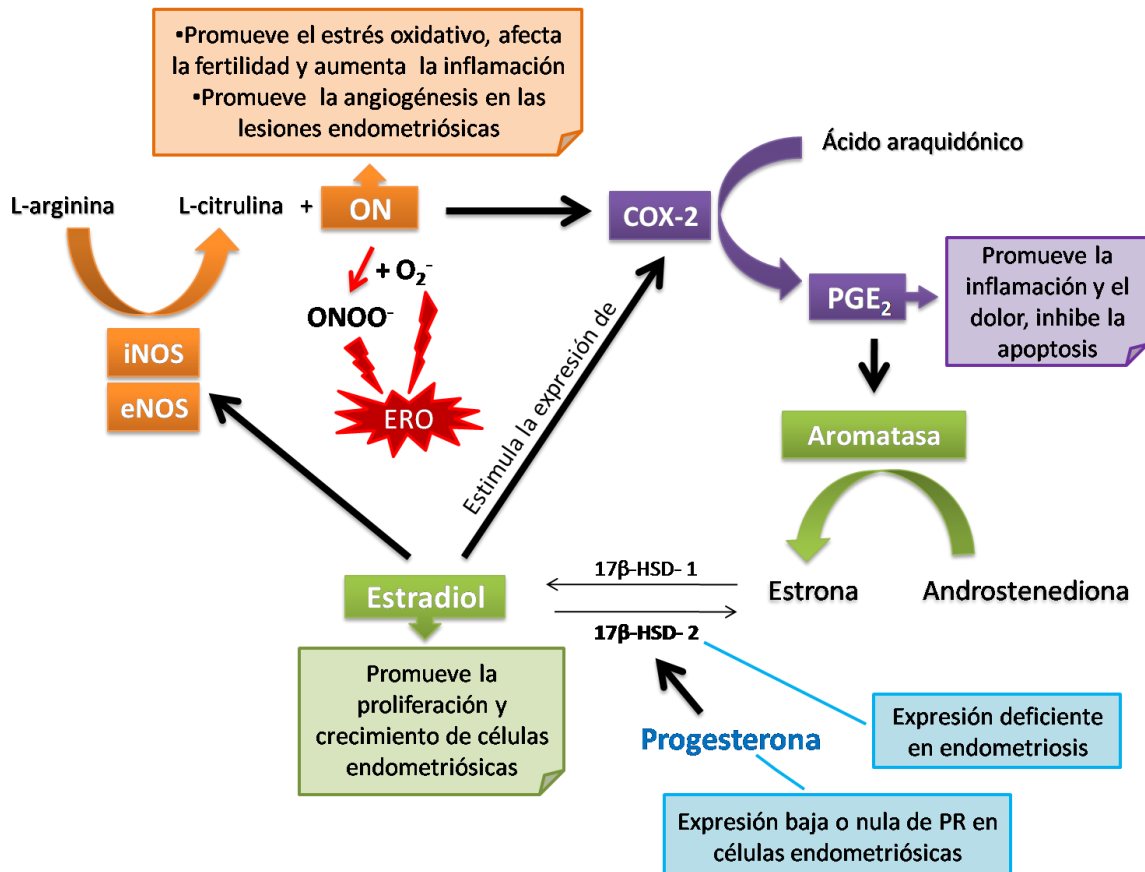 •Promueve el estrés oxidativo, afecta
la fertilidad y aumenta la inflamación
•Promueve la angiogénesis en las
lesiones endometriósicas
Ácido araquidónico
L-arginina
L-citrulina + ON
COX-2
+ O₂⁻
ONOO⁻
PGE₂
Promueve la
inflamación y el
dolor, inhibe la
apoptosis
iNOS
eNOS
ERO
Estimula la expresión de
Aromatasa
17β-HSD- 1
Estradiol
Estrona
Androstenediona
17β-HSD- 2
Promueve la
proliferación y
crecimiento de células
endometriósicas
Progesterona
Expresión deficiente
en endometriosis
Expresión baja o nula de PR en
células endometriósicas